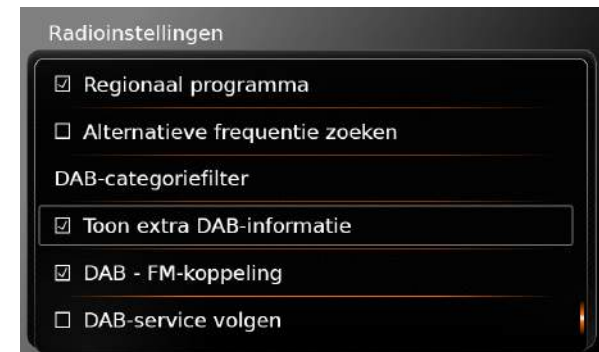 Radioinstellingen
Regionaal programma
Alternatieve frequentie zoeken
DAB-categoriefilter
Toon extra DAB-informatie
DAB - FM-koppeling
DAB-service volgen